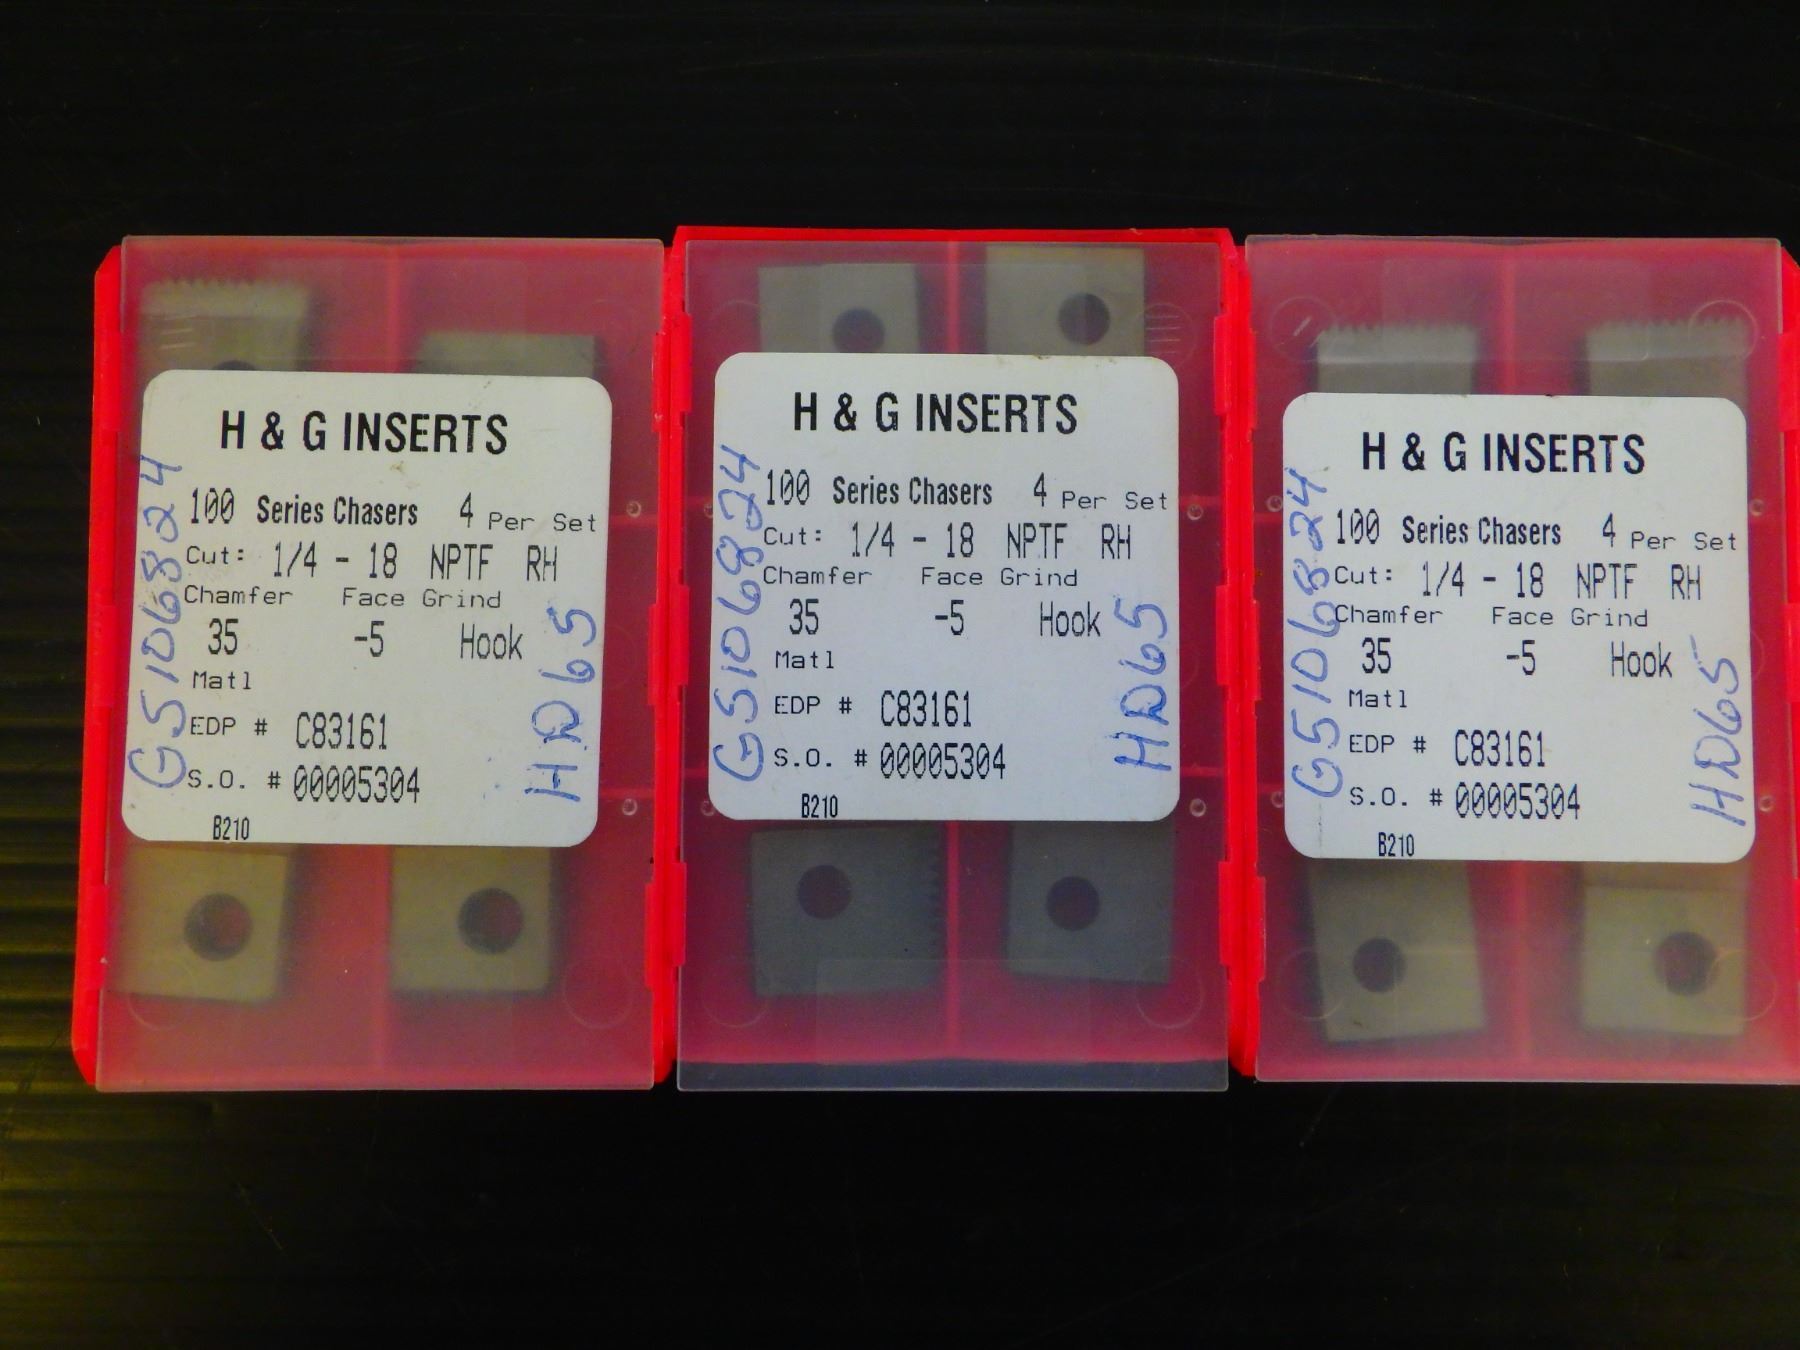 H & G INSERTS
100 Series Chasers 4 Per Set
Cut: 1/4 - 18 NPTF RH
Chamfer Face Grind
35 -5 Hook
Matl
EDP # C83161
S.O. # 00005304
B210
G5106824
HD65
H & G INSERTS
100 Series Chasers 4 Per Set
Cut: 1/4 - 18 NPTF RH
Chamfer Face Grind
35 -5 Hook
Matl
EDP # C83161
S.O. # 00005304
B210
G5106824
HD65
H & G INSERTS
100 Series Chasers 4 Per Set
Cut: 1/4 - 18 NPTF RH
Chamfer Face Grind
35 -5 Hook
Matl
EDP # C83161
S.O. # 00005304
B210
G5106824
HD65